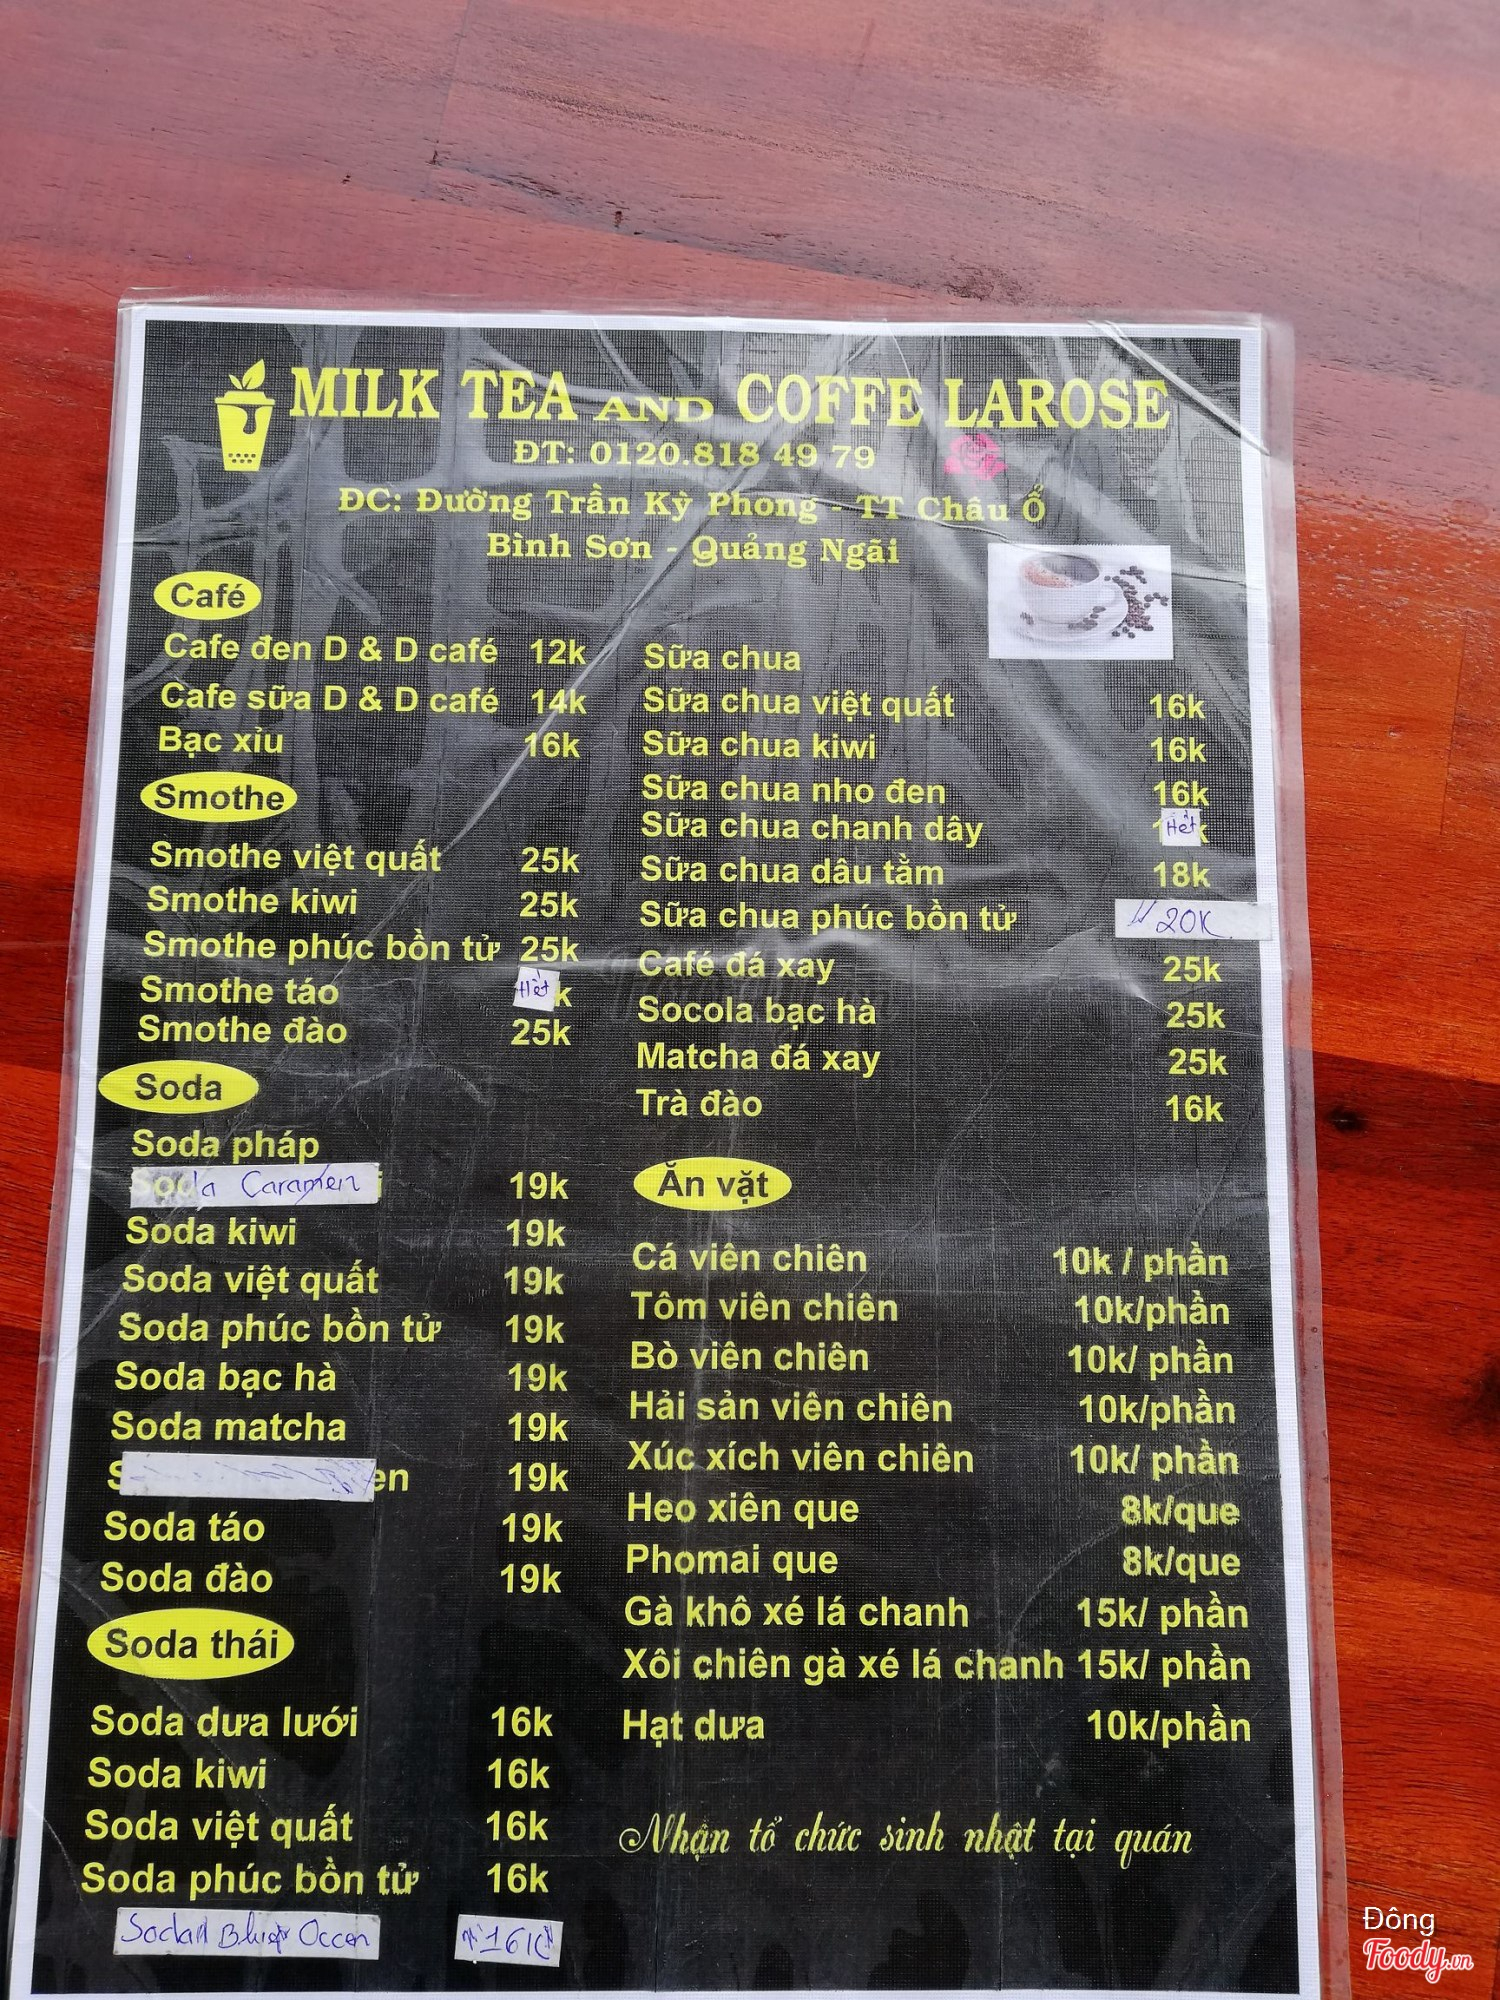 MILK TEA AND COFFE LAROSE
ĐT: 0120.818 49 79
ĐC: Đường Trần Kỳ Phong - TT Châu Ổ
Bình Sơn - Quảng Ngãi
Café
Cafe đen D & D café 12k
Cafe sữa D & D café 14k
Bạc xỉu 16k
Smothe
Smothe việt quất 25k
Smothe kiwi 25k
Smothe phúc bồn tử 25k
Smothe táo Hết k
Smothe đào 25k
Soda
Soda pháp
Soda Caramen 19k
Soda kiwi 19k
Soda việt quất 19k
Soda phúc bồn tử 19k
Soda bạc hà 19k
Soda matcha 19k
19k
Soda táo 19k
Soda đào 19k
Soda thái
Soda dưa lưới 16k
Soda kiwi 16k
Soda việt quất 16k
Soda phúc bồn tử 16k
16k
Sữa chua
Sữa chua việt quất 16k
Sữa chua kiwi 16k
Sữa chua nho đen 16k
Sữa chua chanh dây Hết
Sữa chua dâu tằm 18k
Sữa chua phúc bồn tử 20K
Café đá xay 25k
Socola bạc hà 25k
Matcha đá xay 25k
Trà đào 16k
Ăn vặt
Cá viên chiên 10k / phần
Tôm viên chiên 10k/phần
Bò viên chiên 10k/ phần
Hải sản viên chiên 10k/phần
Xúc xích viên chiên 10k/ phần
Heo xiên que 8k/que
Phomai que 8k/que
Gà khô xé lá chanh 15k/ phần
Xôi chiên gà xé lá chanh 15k/ phần
Hạt dưa 10k/phần
Nhận tổ chức sinh nhật tại quán
Đông
Foody.vn